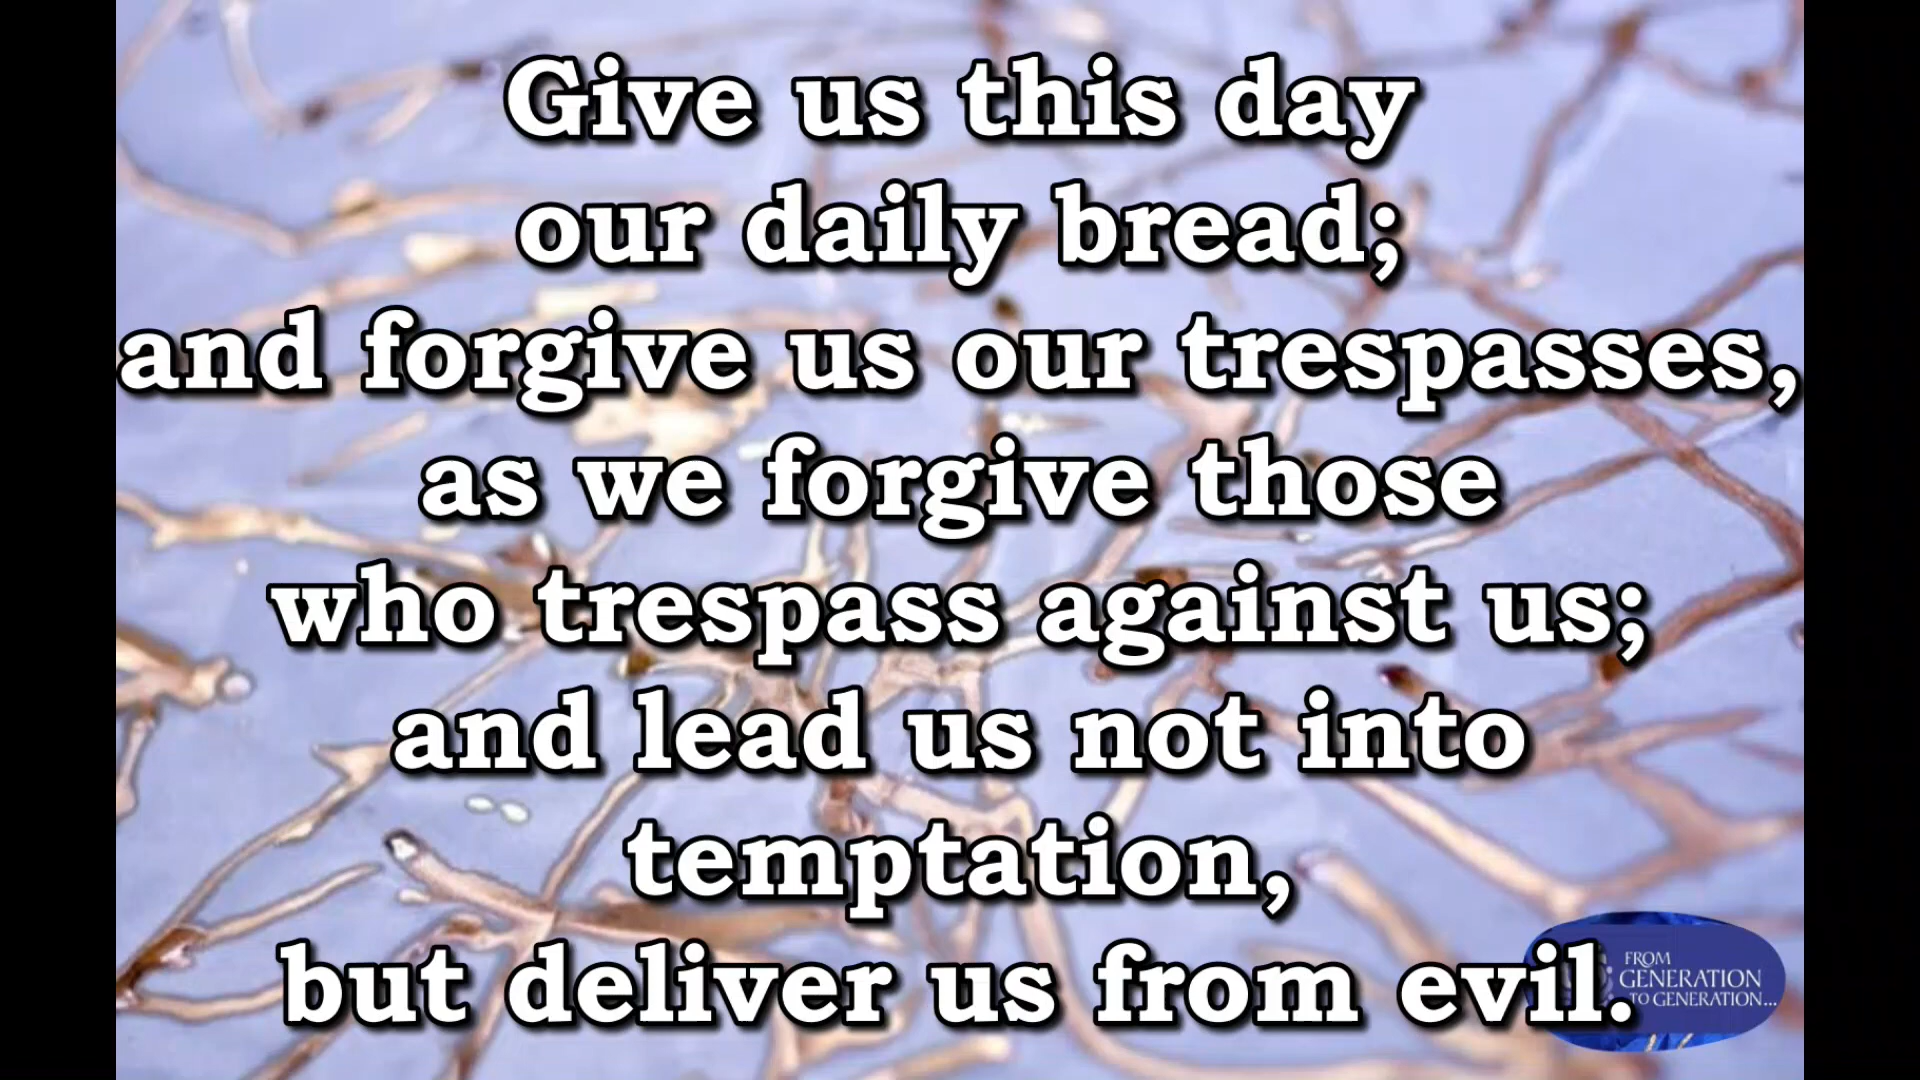 Give us this day
our daily bread;
and forgive us our trespasses,
as we forgive those
who trespass against us;
and lead us not into
temptation,
but deliver us from evil.
FROM
GENERATION
TO GENERATION...